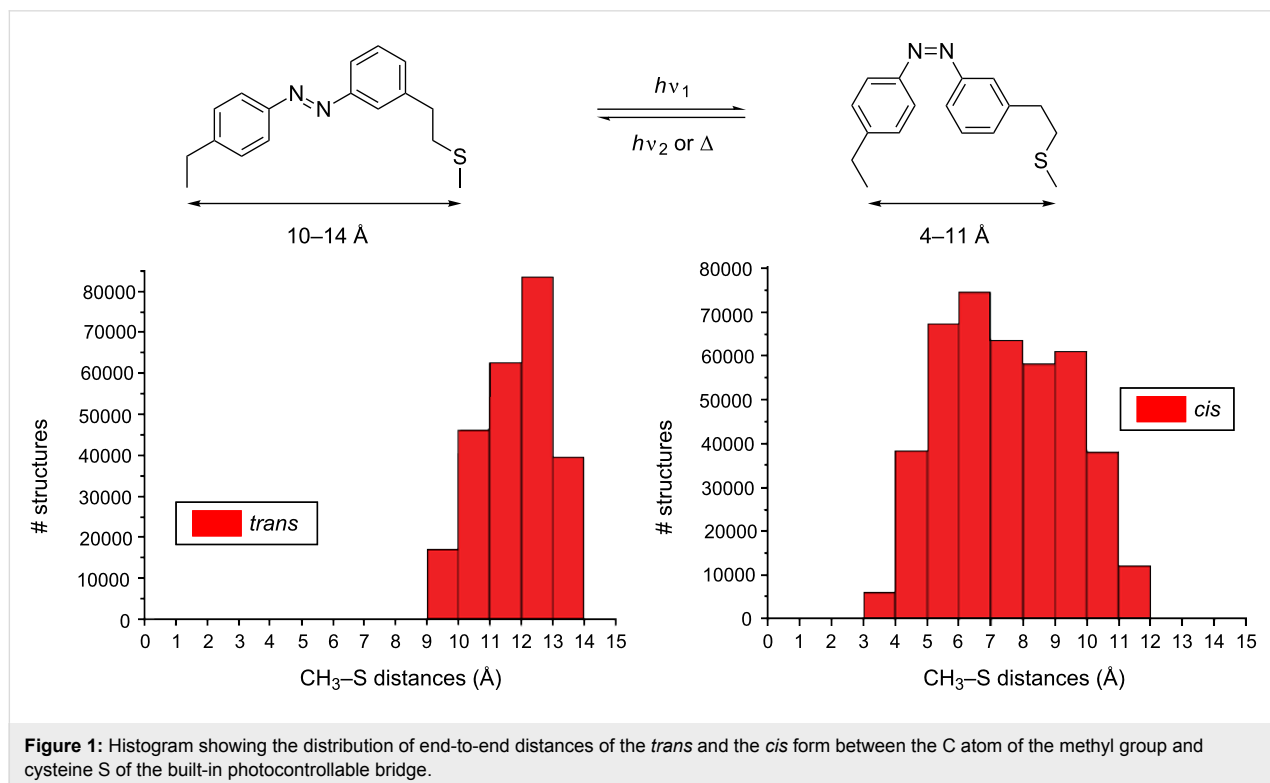 N=N
N
N
S
S
hν1
hν2 or Δ
10–14 Å
4–11 Å
80000
70000
60000
50000
40000
30000
20000
10000
0
# structures
trans
0 1 2 3 4 5 6 7 8 9 10 11 12 13 14 15
CH3–S distances (Å)
80000
70000
60000
50000
40000
30000
20000
10000
0
# structures
cis
0 1 2 3 4 5 6 7 8 9 10 11 12 13 14 15
CH3–S distances (Å)
Figure 1: Histogram showing the distribution of end-to-end distances of the trans and the cis form between the C atom of the methyl group and
cysteine S of the built-in photocontrollable bridge.